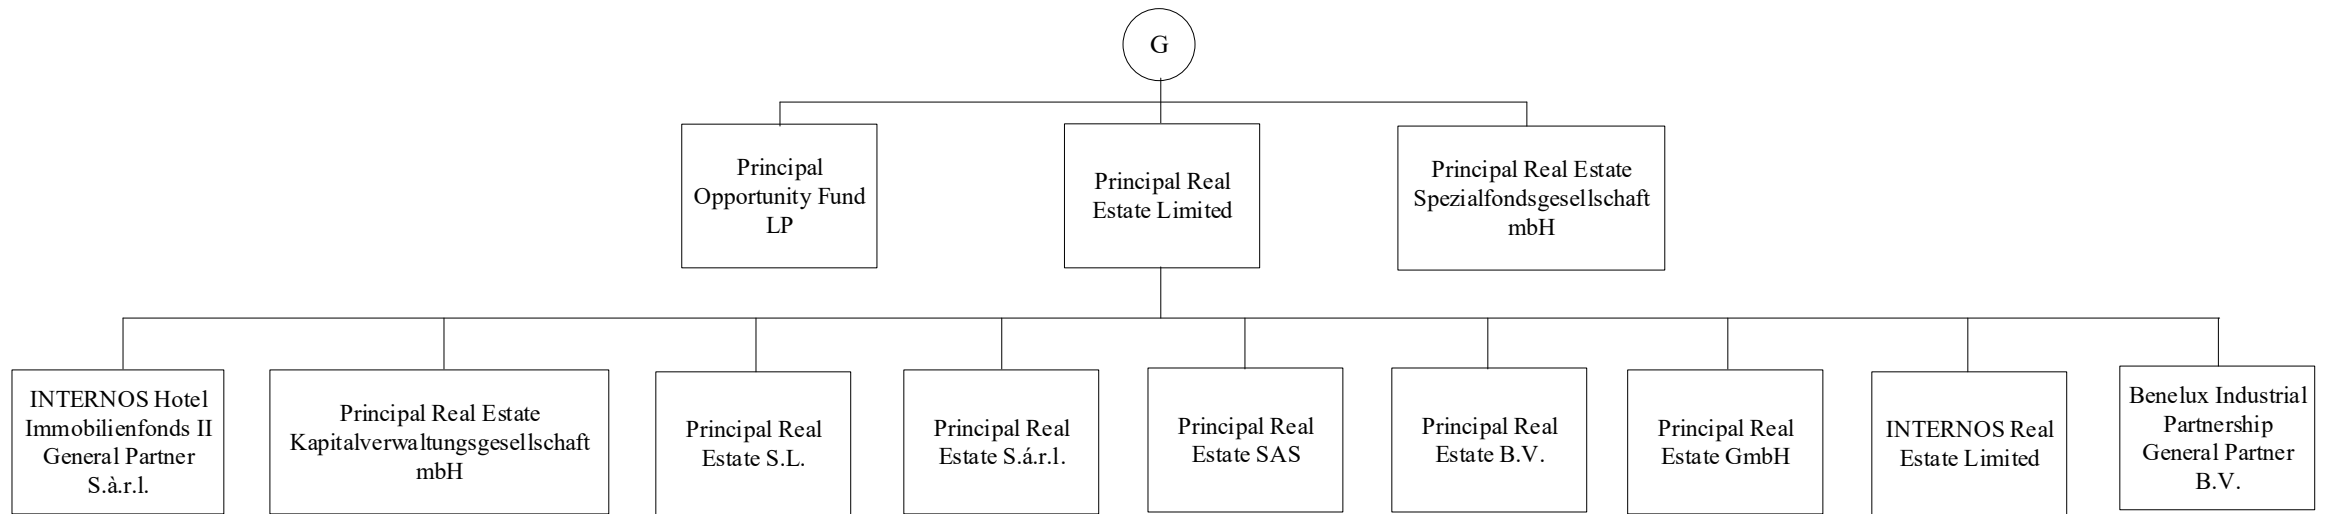 G
Principal
Opportunity Fund
LP
Principal Real
Estate Limited
Principal Real Estate
Spezialfondsgesellschaft
mbH
INTERNOS Hotel
Immobilienfonds II
General Partner
S.à.r.l.
Principal Real Estate
Kapitalverwaltungsgesellschaft
mbH
Principal Real
Estate S.L.
Principal Real
Estate S.á.r.l.
Principal Real
Estate SAS
Principal Real
Estate B.V.
Principal Real
Estate GmbH
INTERNOS Real
Estate Limited
Benelux Industrial
Partnership
General Partner
B.V.